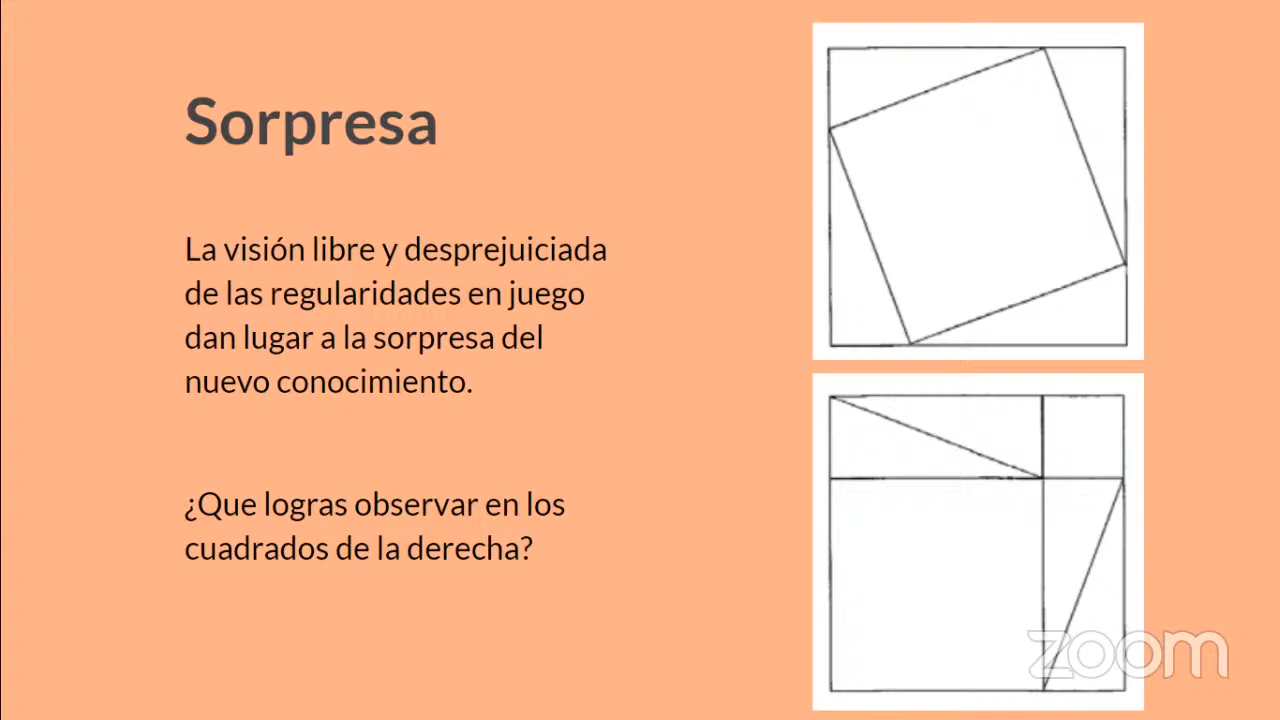 Sorpresa
La visión libre y desprejuiciada
de las regularidades en juego
dan lugar a la sorpresa del
nuevo conocimiento.
¿Que logras observar en los
cuadrados de la derecha?
zoom